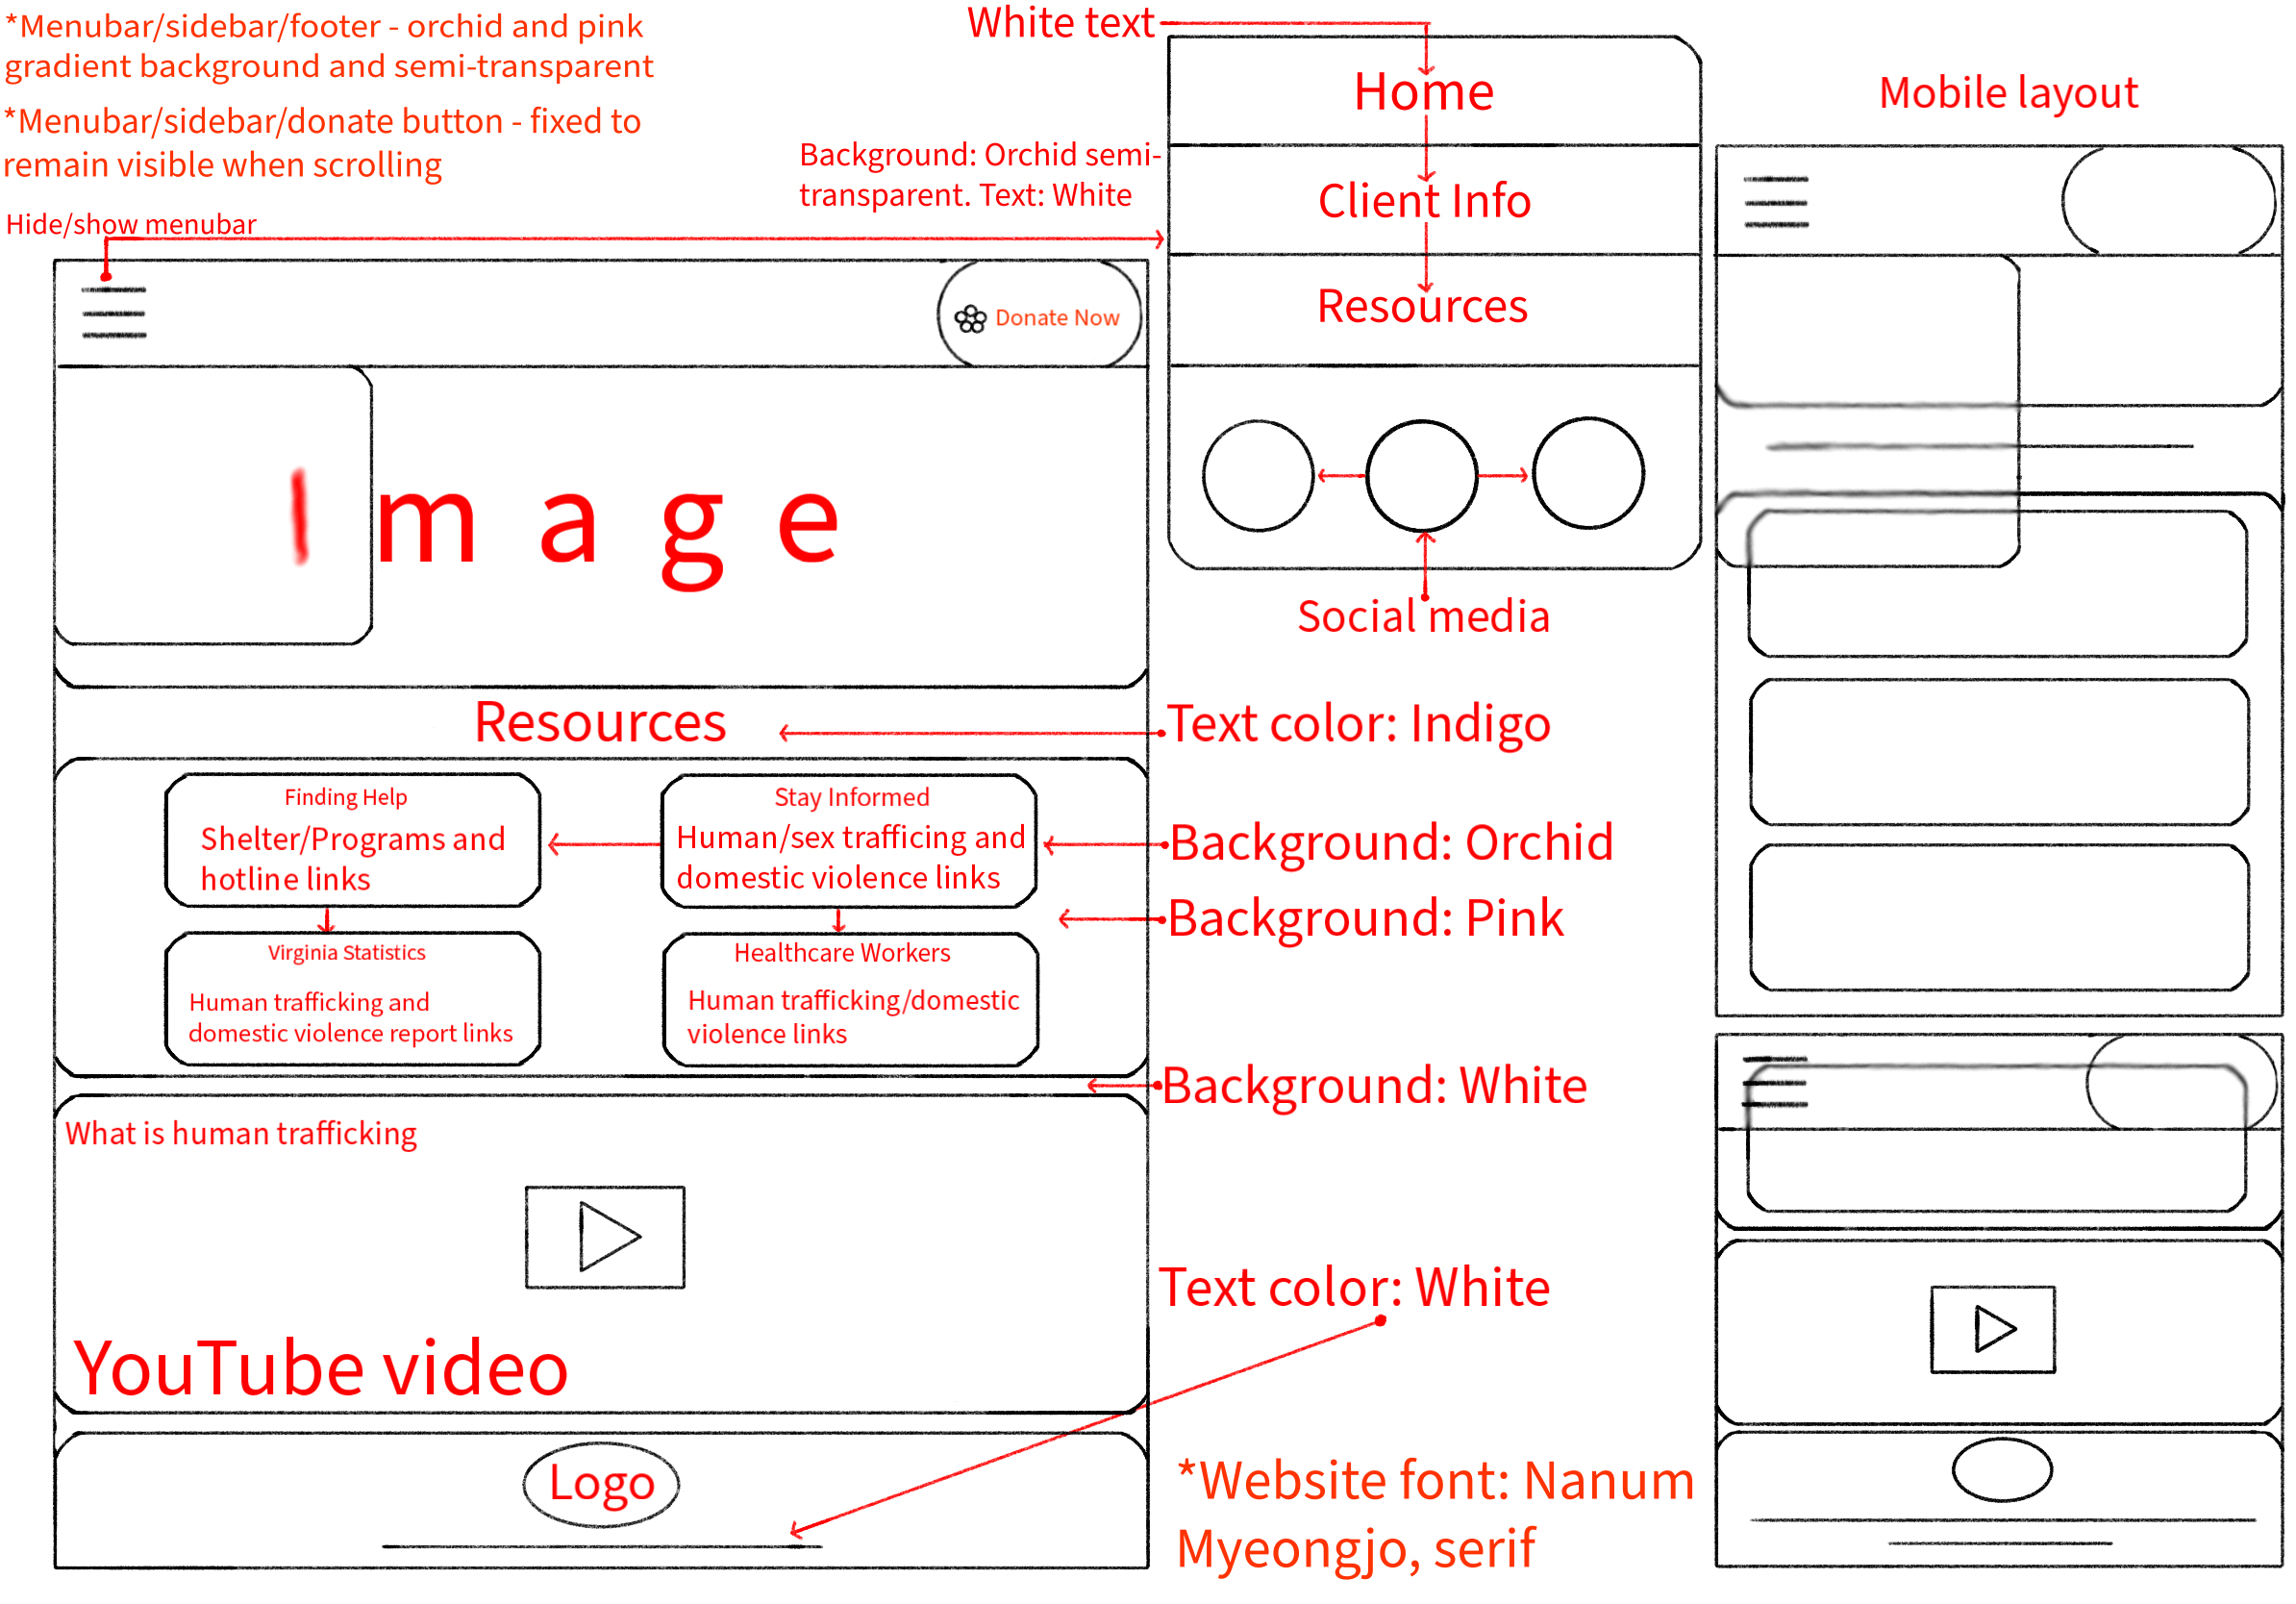 *Menubar/sidebar/footer - orchid and pink
gradient background and semi-transparent
*Menubar/sidebar/donate button - fixed to
remain visible when scrolling
Hide/show menubar
White text
Background: Orchid semi-
transparent. Text: White
Home
Client Info
Resources
Social media
Mobile layout
Donate Now
Image
Resources
Text color: Indigo
Finding Help
Shelter/Programs and
hotline links
Stay Informed
Human/sex trafficing and
domestic violence links
Background: Orchid
Background: Pink
Virginia Statistics
Human trafficking and
domestic violence report links
Healthcare Workers
Human trafficking/domestic
violence links
Background: White
What is human trafficking
YouTube video
Text color: White
Logo
*Website font: Nanum
Myeongjo, serif